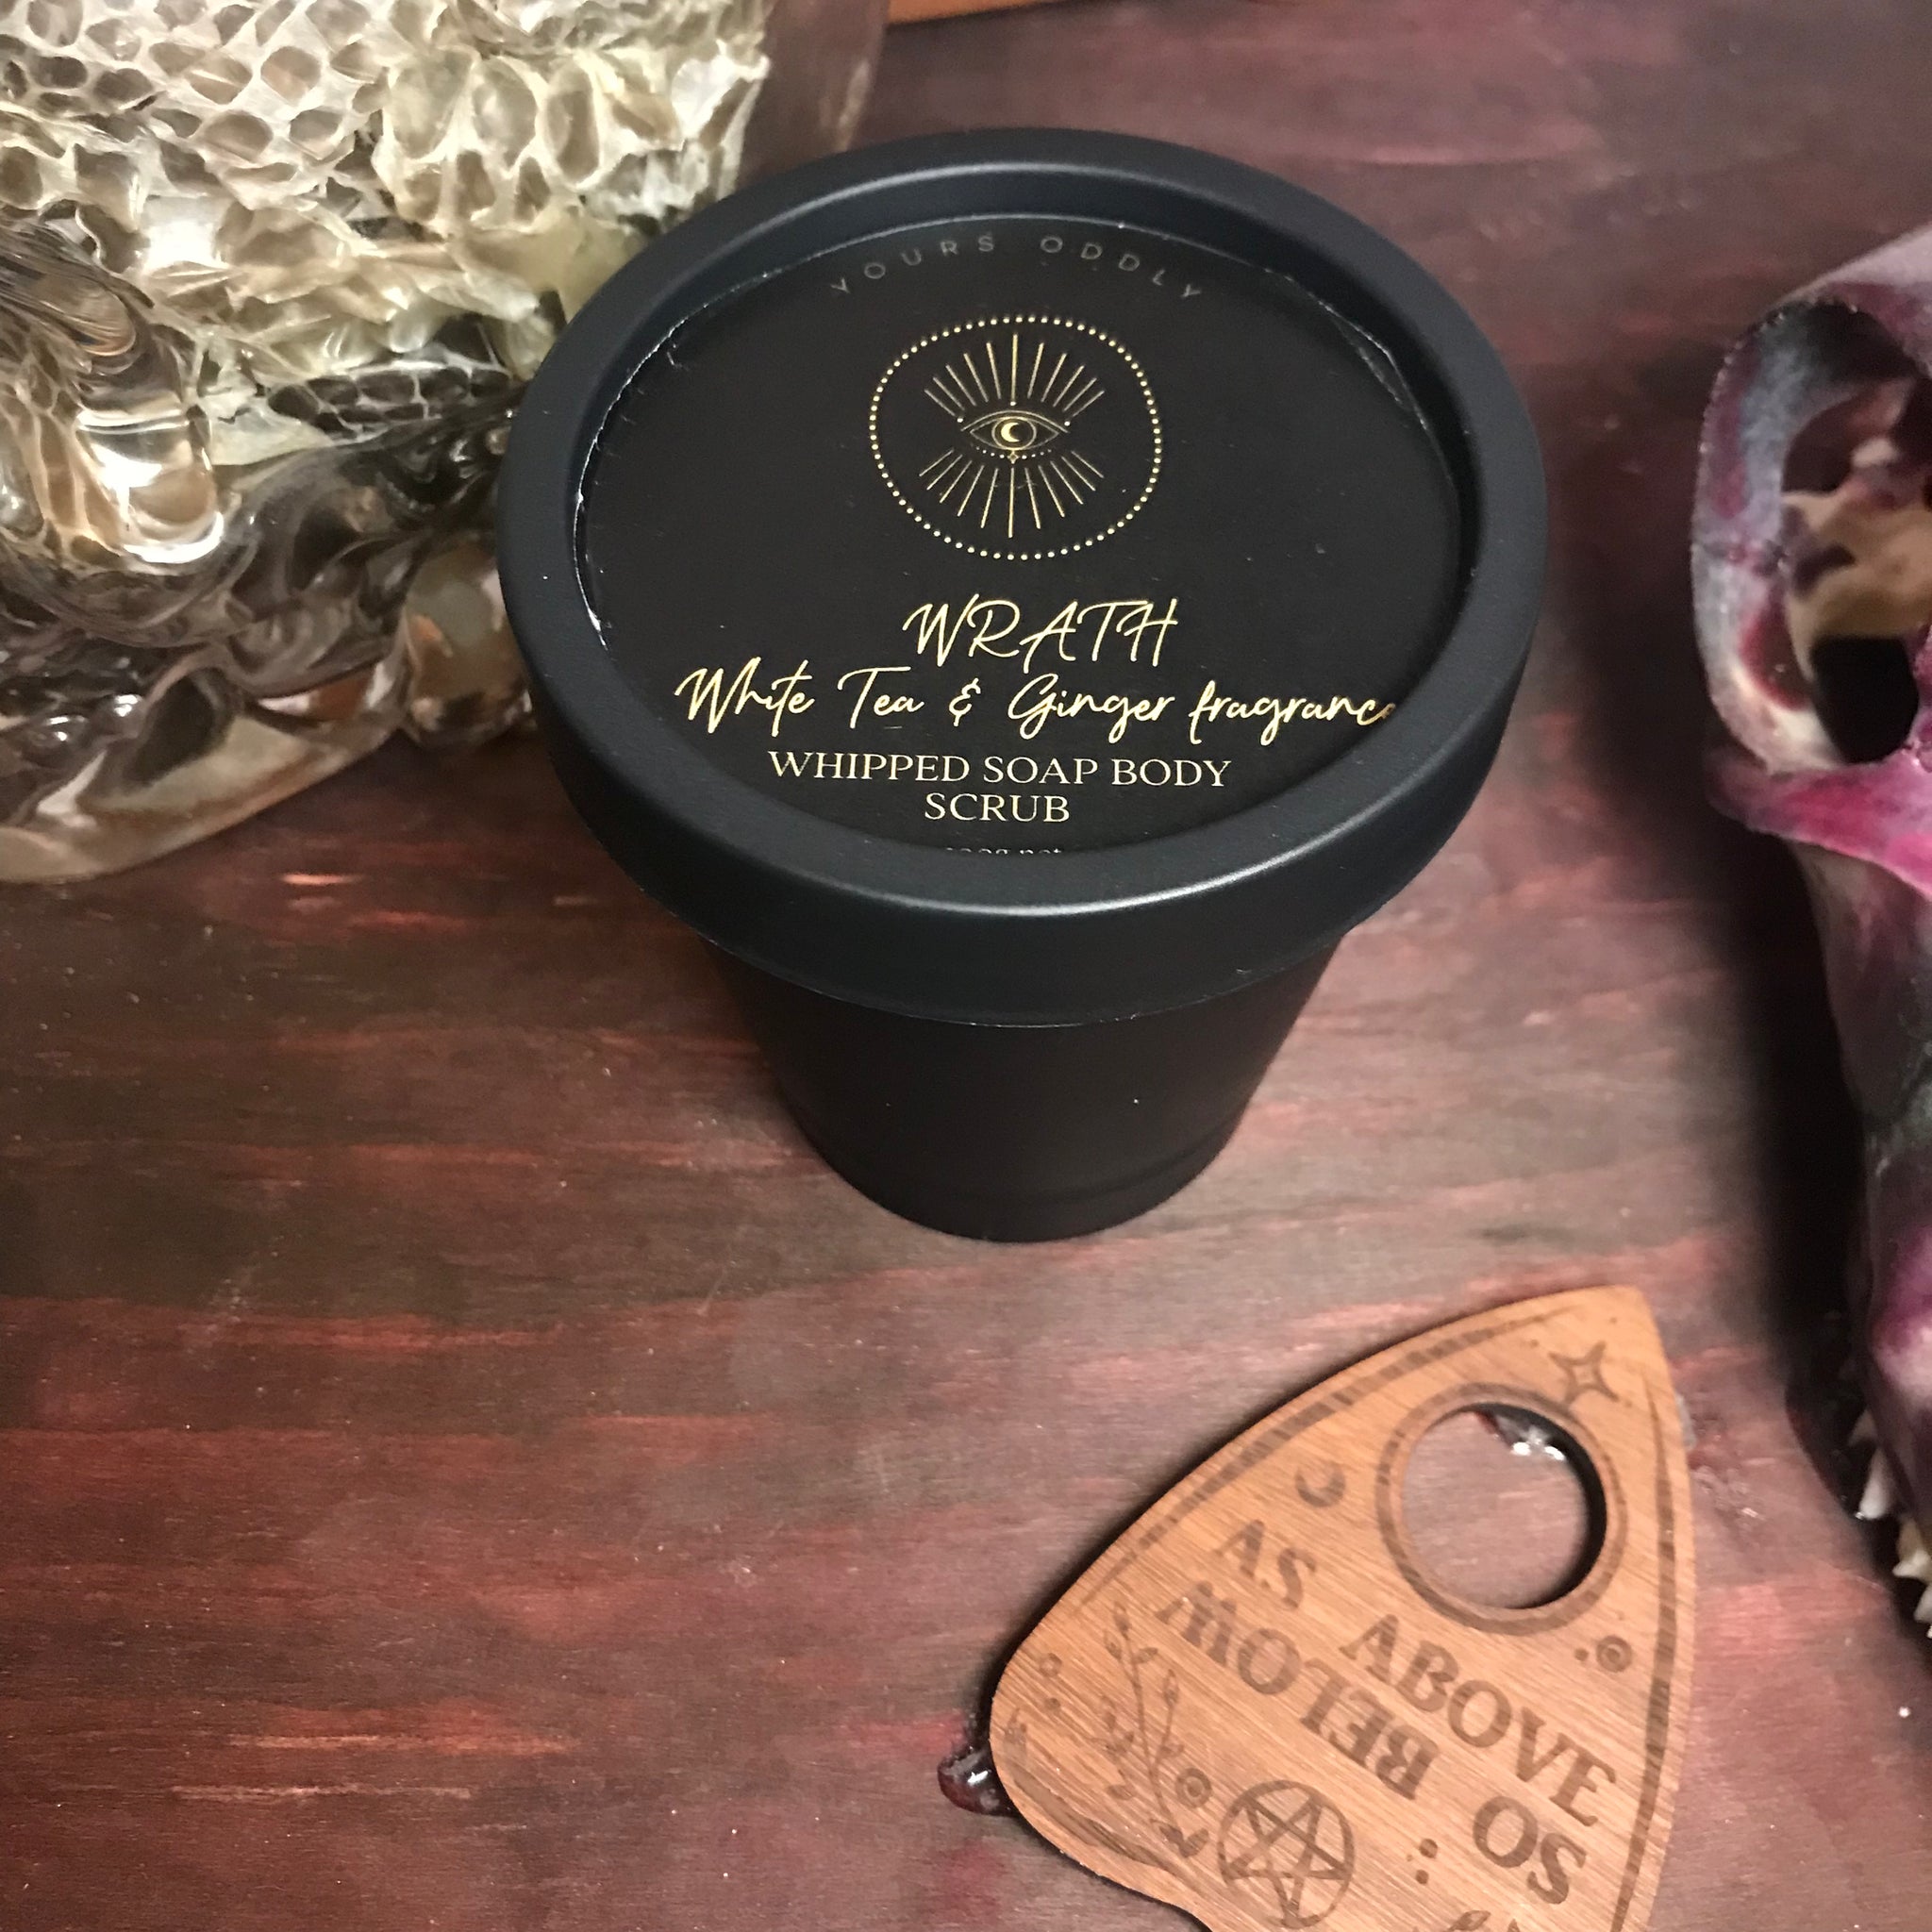 YOURS ODDLY
WRATH
White Tea & Ginger fragrance
WHIPPED SOAP BODY
SCRUB
AS ABOVE
SO BELOW